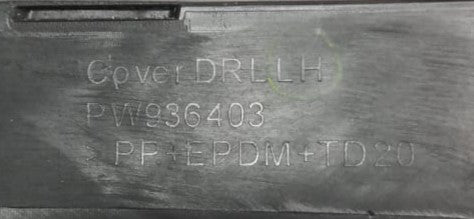 Cover DRL LH
PW936403
>PP+EPDM+TD20